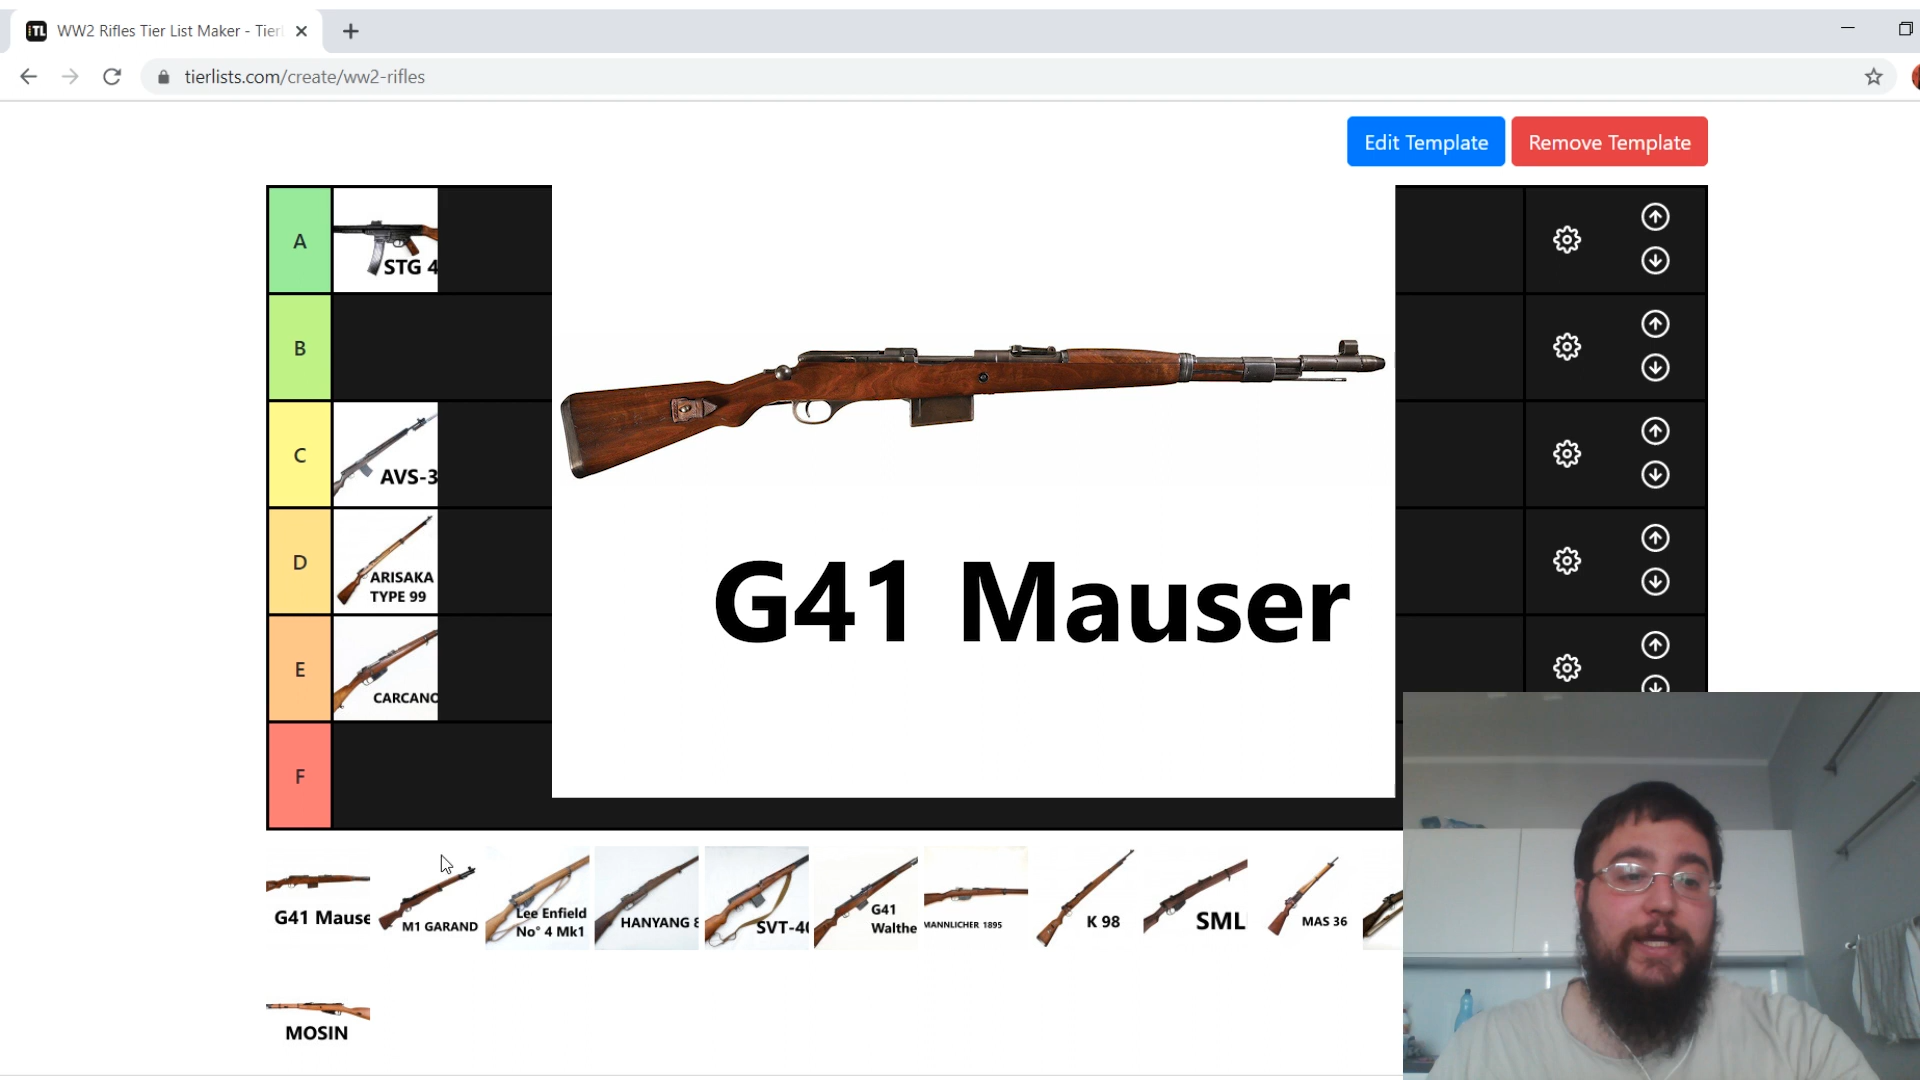 WW2 Rifles Tier List Maker - Tier
tierlists.com/create/ww2-rifles
Edit Template
Remove Template
A
STG 4
B
C
AVS-3
D
ARISAKA
TYPE 99
E
CARCANO
F
G41 Mauser
G41 Mause
M1 GARAND
Lee Enfield
No° 4 Mk1
HANYANG 8
SVT-40
G41
Walthe
MANNLICHER 1895
K 98
SML
MAS 36
MOSIN